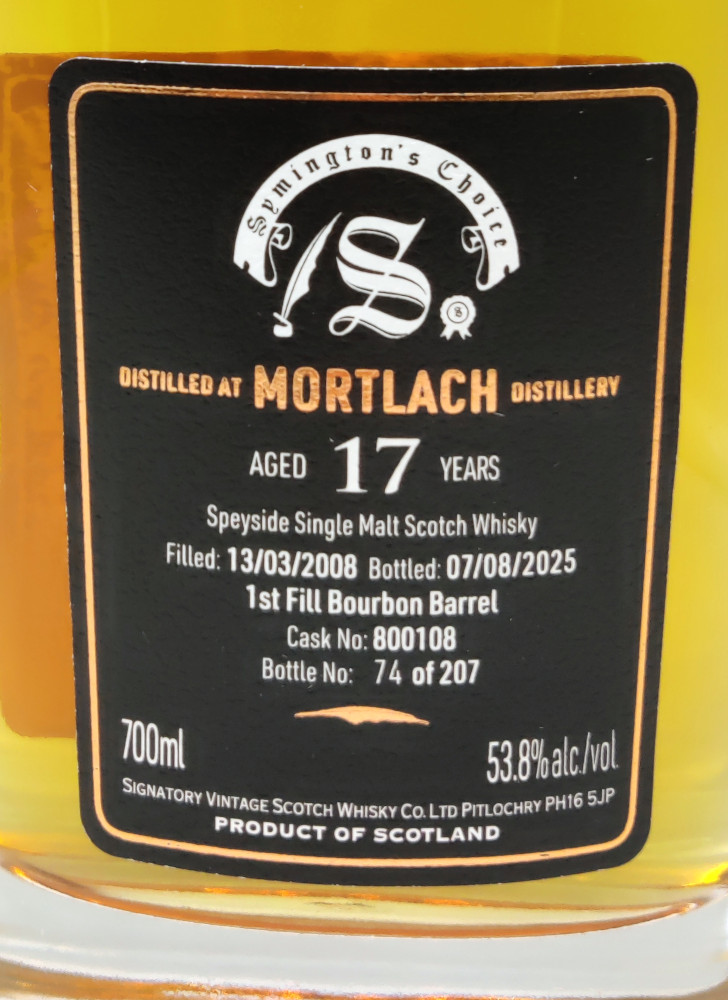 Symington's Choice
S
S
DISTILLED AT MORTLACH DISTILLERY
AGED 17 YEARS
Speyside Single Malt Scotch Whisky
Filled: 13/03/2008 Bottled: 07/08/2025
1st Fill Bourbon Barrel
Cask No: 800108
Bottle No: 74 of 207
700ml 53.8% alc./vol
SIGNATORY VINTAGE SCOTCH WHISKY CO. LTD PITLOCHRY PH16 5JP
PRODUCT OF SCOTLAND